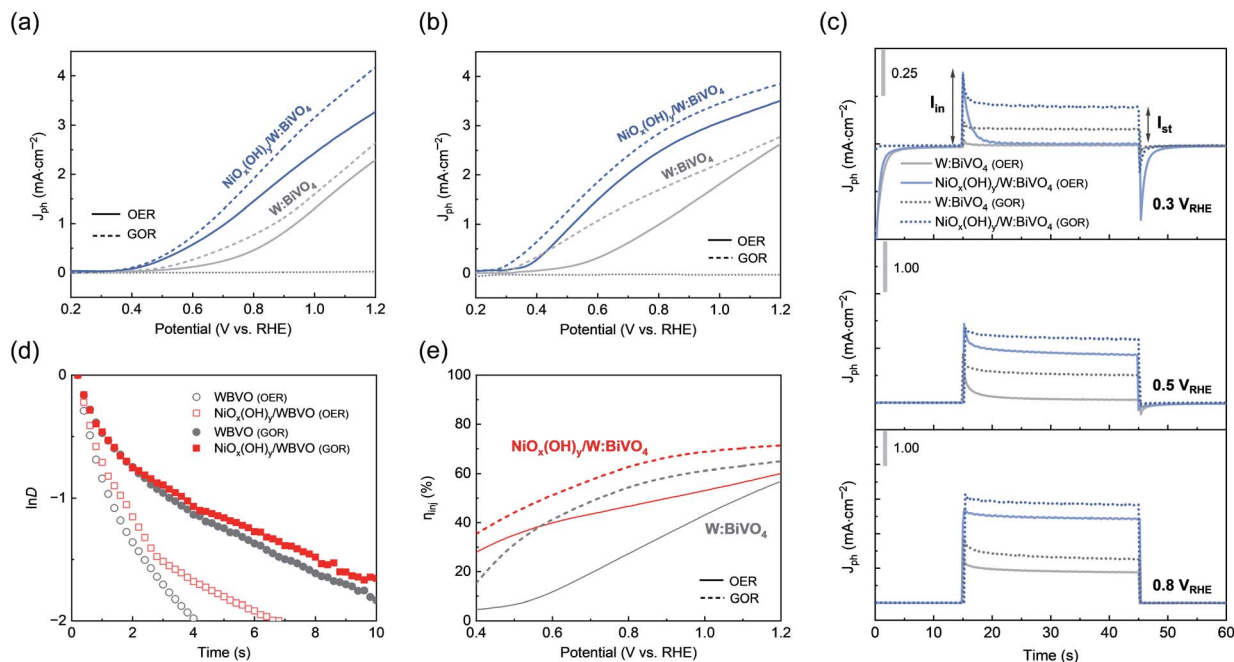 (a)
4
3
2
1
0
J_ph (mA·cm⁻²)
NiOₓ(OH)ᵧ/W:BiVO₄
W:BiVO₄
OER
GOR
0.2
0.4
0.6
0.8
1.0
1.2
Potential (V vs. RHE)
(b)
4
3
2
1
0
J_ph (mA·cm⁻²)
NiOₓ(OH)ᵧ/W:BiVO₄
W:BiVO₄
OER
GOR
0.2
0.4
0.6
0.8
1.0
1.2
Potential (V vs. RHE)
(c)
0.25
I_in
I_st
J_ph (mA·cm⁻²)
W:BiVO₄ (OER)
NiOₓ(OH)ᵧ/W:BiVO₄ (OER)
W:BiVO₄ (GOR)
NiOₓ(OH)ᵧ/W:BiVO₄ (GOR)
0.3 V_RHE
1.00
J_ph (mA·cm⁻²)
0.5 V_RHE
1.00
J_ph (mA·cm⁻²)
0.8 V_RHE
0
10
20
30
40
50
60
Time (s)
(d)
0
−1
−2
lnD
WBVO (OER)
NiOₓ(OH)ᵧ/WBVO (OER)
WBVO (GOR)
NiOₓ(OH)ᵧ/WBVO (GOR)
0
2
4
6
8
10
Time (s)
(e)
100
80
60
40
20
0
η_inj (%)
NiOₓ(OH)ᵧ/W:BiVO₄
W:BiVO₄
OER
GOR
0.4
0.6
0.8
1.0
1.2
Potential (V vs. RHE)